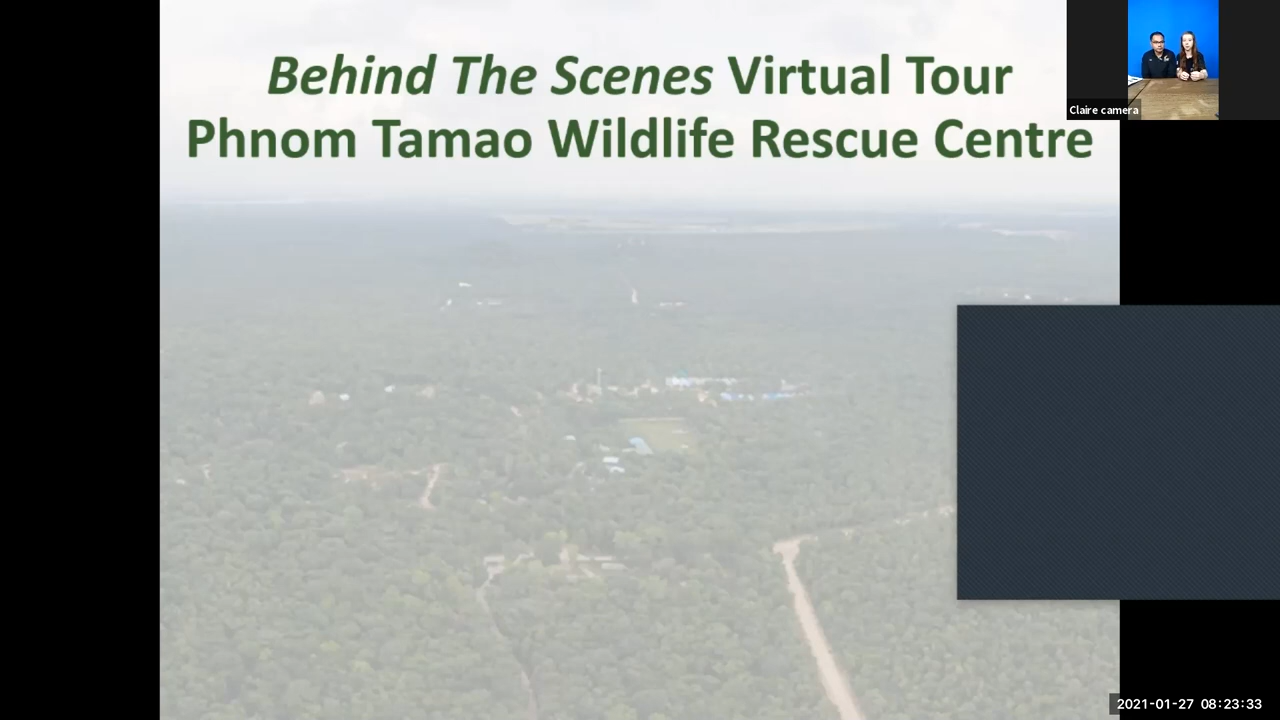 Behind The Scenes Virtual Tour
Phnom Tamao Wildlife Rescue Centre
Claire camera
2021-01-27 08:23:33